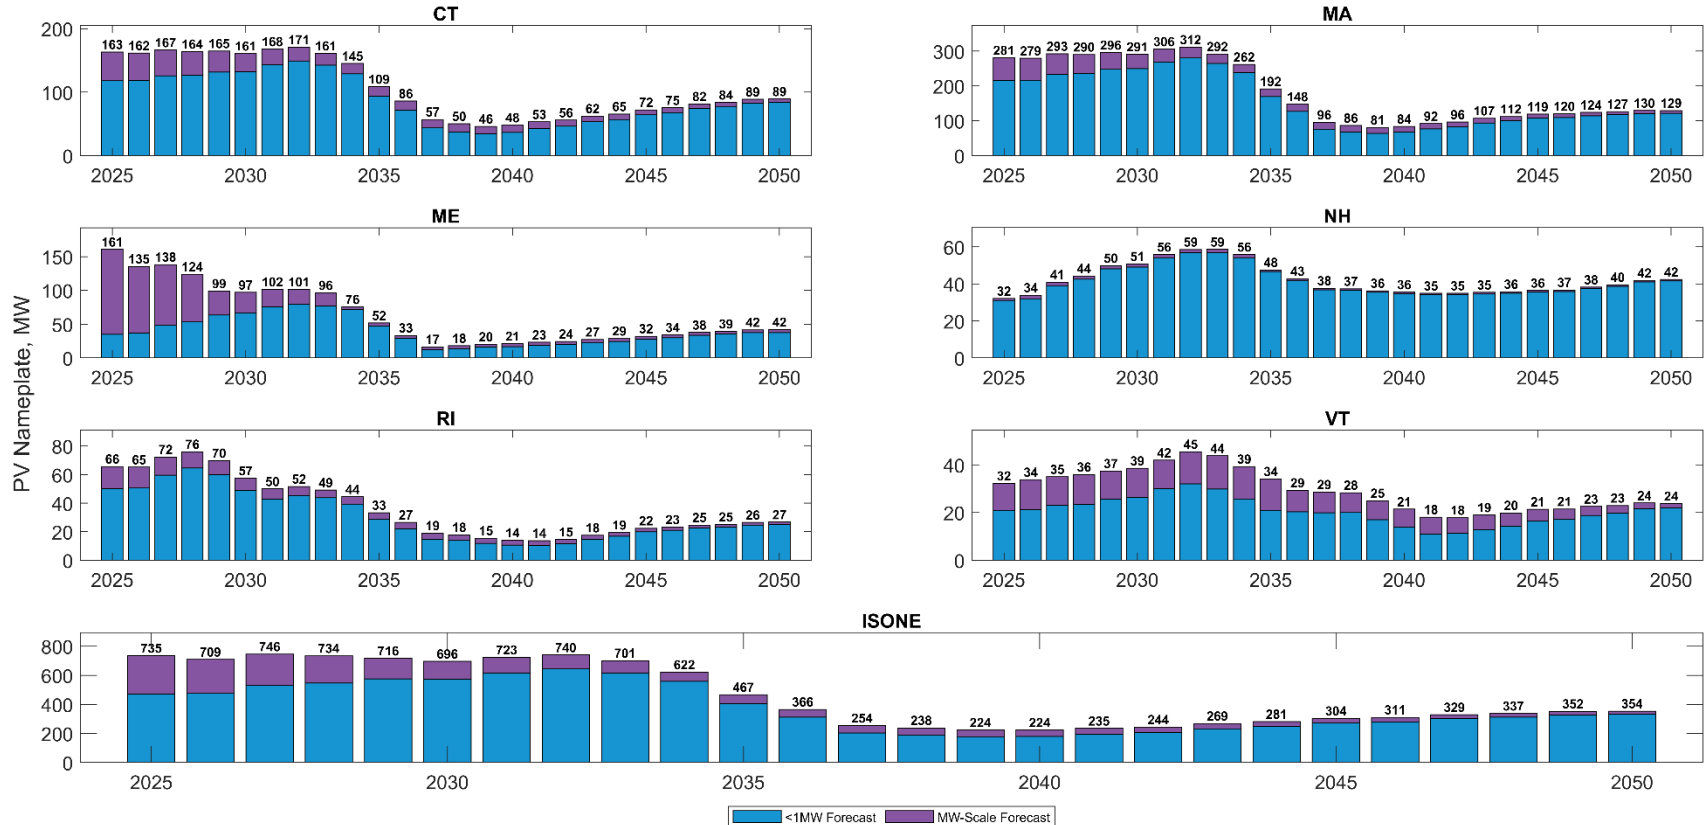 CT
200
100
0
163 162 167 164 165 161 168 171 161 145 109 86 57 50 46 48 53 56 62 65 72 75 82 84 89 89
2025 2030 2035 2040 2045 2050
MA
300
200
100
0
281 279 293 290 296 291 306 312 292 262 192 148 96 86 81 84 92 96 107 112 119 120 124 127 130 129
2025 2030 2035 2040 2045 2050
PV Nameplate, MW
ME
150
100
50
0
161 135 138 124 99 97 102 101 96 76 52 33 17 18 20 21 23 24 27 29 32 34 38 39 42 42
2025 2030 2035 2040 2045 2050
NH
60
40
20
0
32 34 41 44 50 51 56 59 59 56 48 43 38 37 36 36 35 35 35 36 36 37 38 40 42 42
2025 2030 2035 2040 2045 2050
RI
80
60
40
20
0
66 65 72 76 70 57 50 52 49 44 33 27 19 18 15 14 14 15 18 19 22 23 25 25 26 27
2025 2030 2035 2040 2045 2050
VT
40
20
0
32 34 35 36 37 39 42 45 44 39 34 29 29 28 25 21 18 18 19 20 21 21 23 23 24 24
2025 2030 2035 2040 2045 2050
ISONE
800
600
400
200
0
735 709 746 734 716 696 723 740 701 622 467 366 254 238 224 224 235 244 269 281 304 311 329 337 352 354
2025 2030 2035 2040 2045 2050
<1MW Forecast MW-Scale Forecast